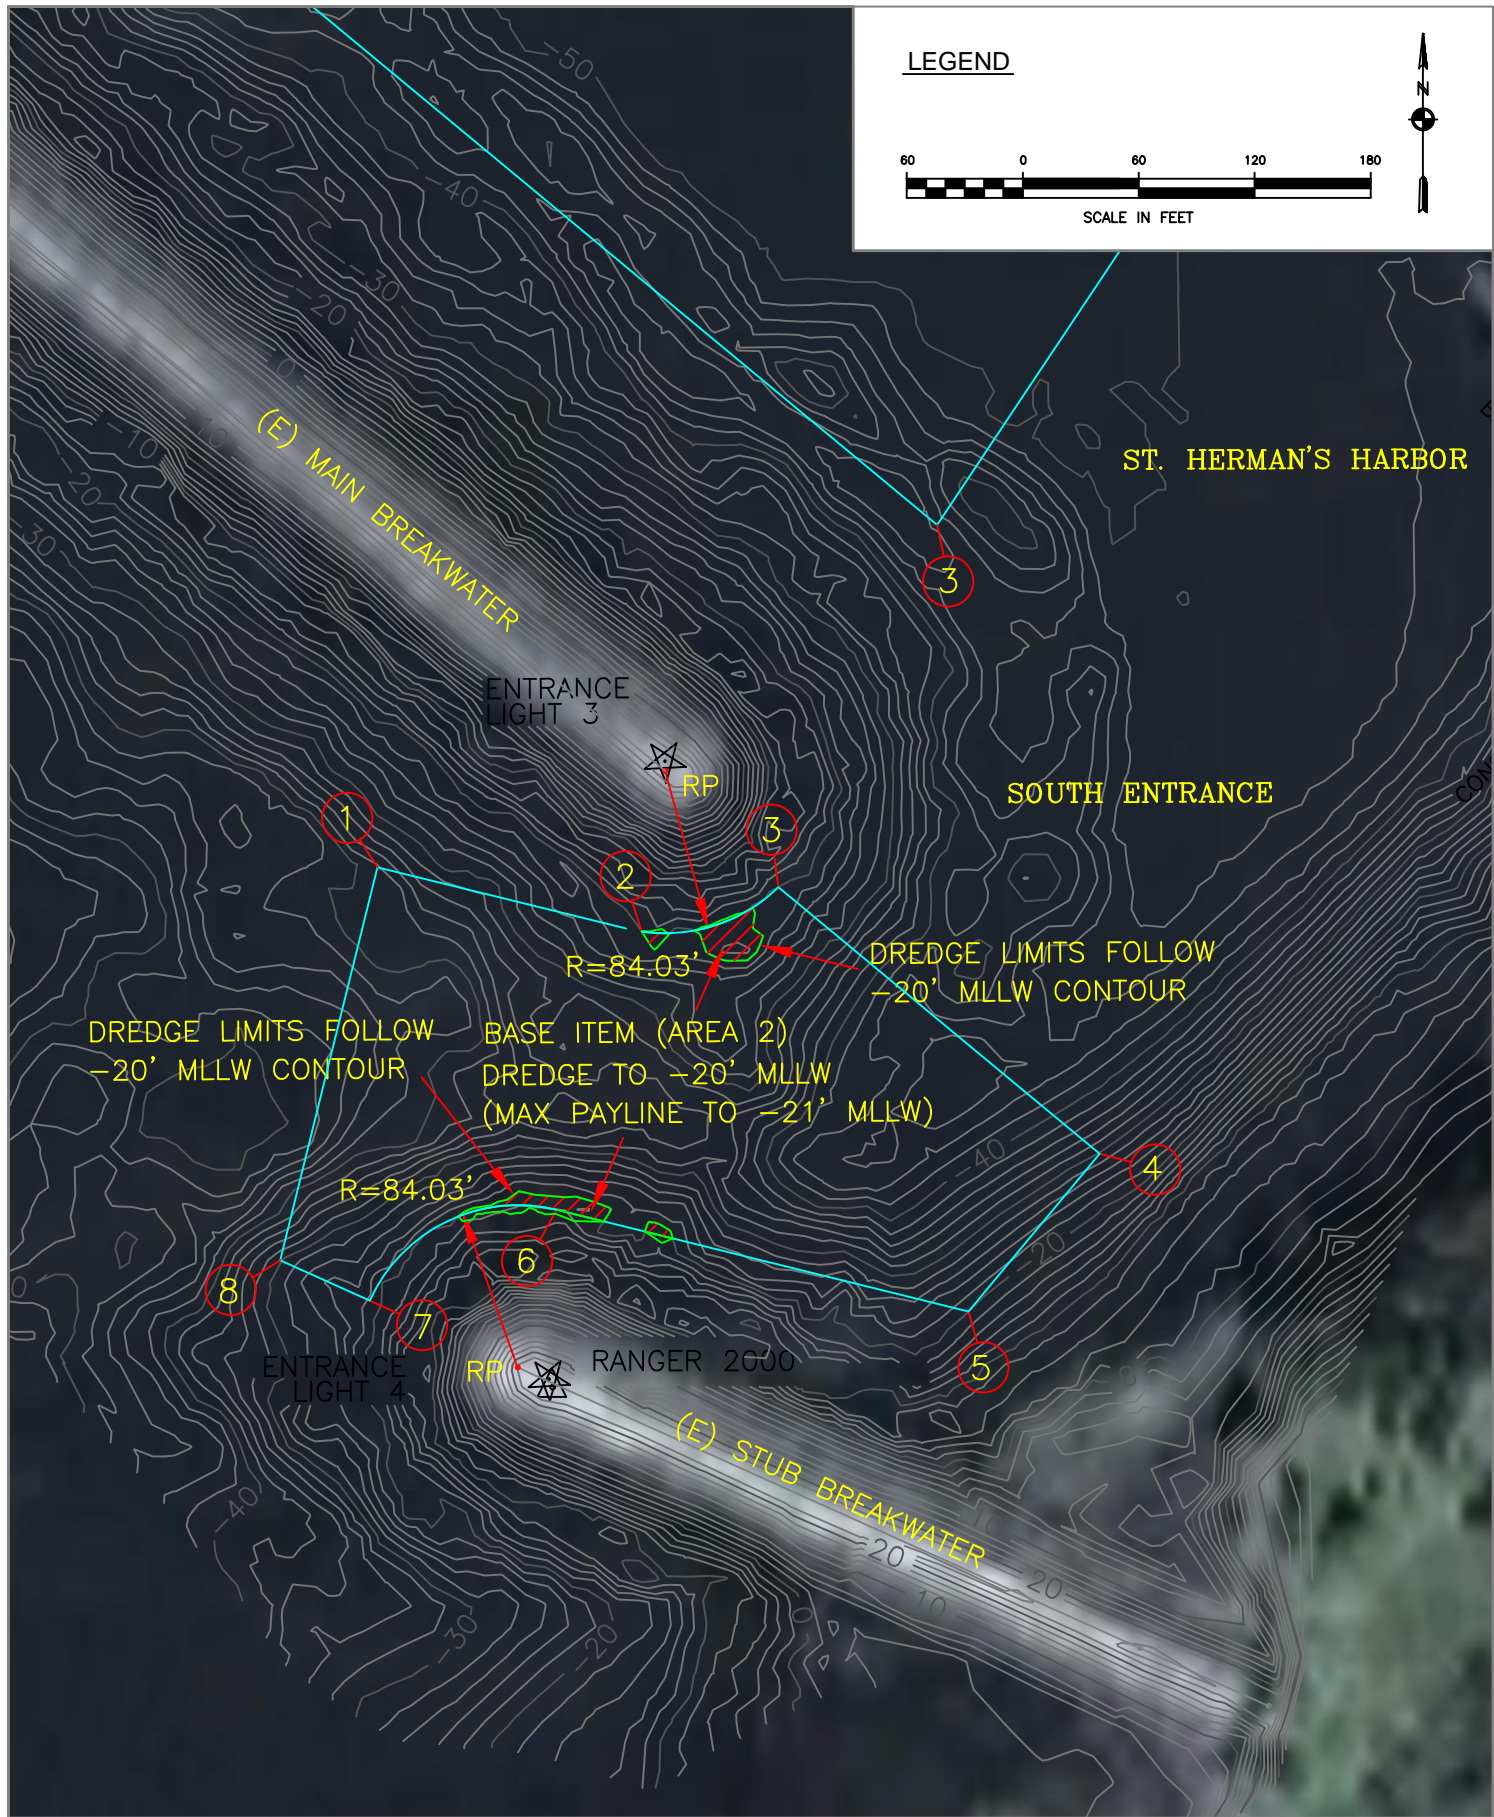 LEGEND
N
60 0 60 120 180
SCALE IN FEET
-50
-40
-30
-20
0
10
-10
-20
-30
(E) MAIN BREAKWATER
ST. HERMAN'S HARBOR
3
ENTRANCE
LIGHT 3
RP
SOUTH ENTRANCE
1
2
3
R=84.03'
DREDGE LIMITS FOLLOW
-20' MLLW CONTOUR
DREDGE LIMITS FOLLOW
-20' MLLW CONTOUR
BASE ITEM (AREA 2)
DREDGE TO -20' MLLW
(MAX PAYLINE TO -21' MLLW)
-40
4
R=84.03'
-20
6
8
7
0
ENTRANCE
LIGHT 4
RP
RANGER 2000
5
(E) STUB BREAKWATER
-40
10
20
20
10
0
-30
-20